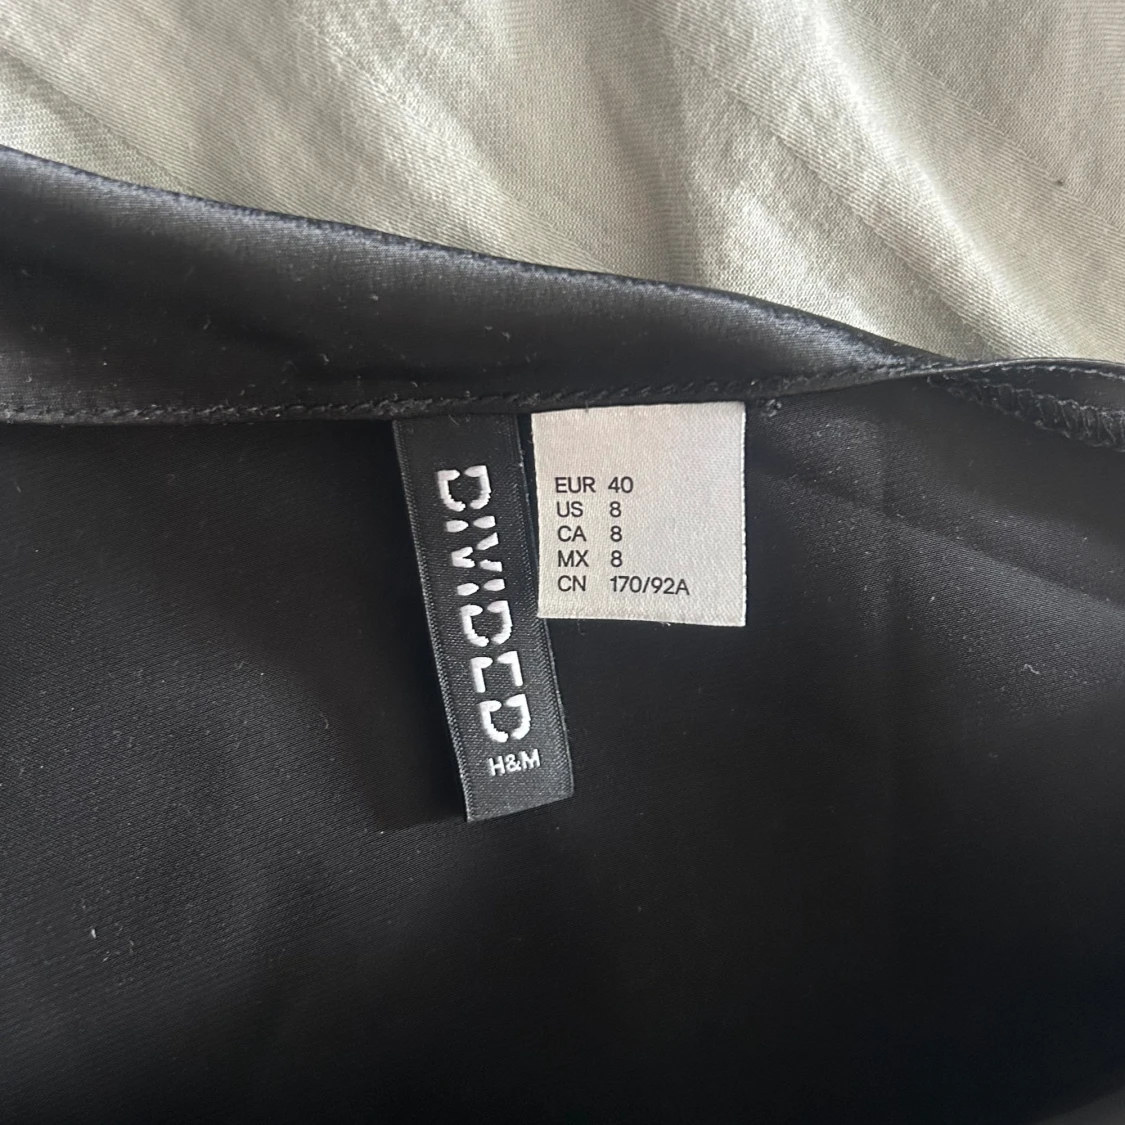 DIVIDED
H&M
EUR 40
US 8
CA 8
MX 8
CN 170/92A